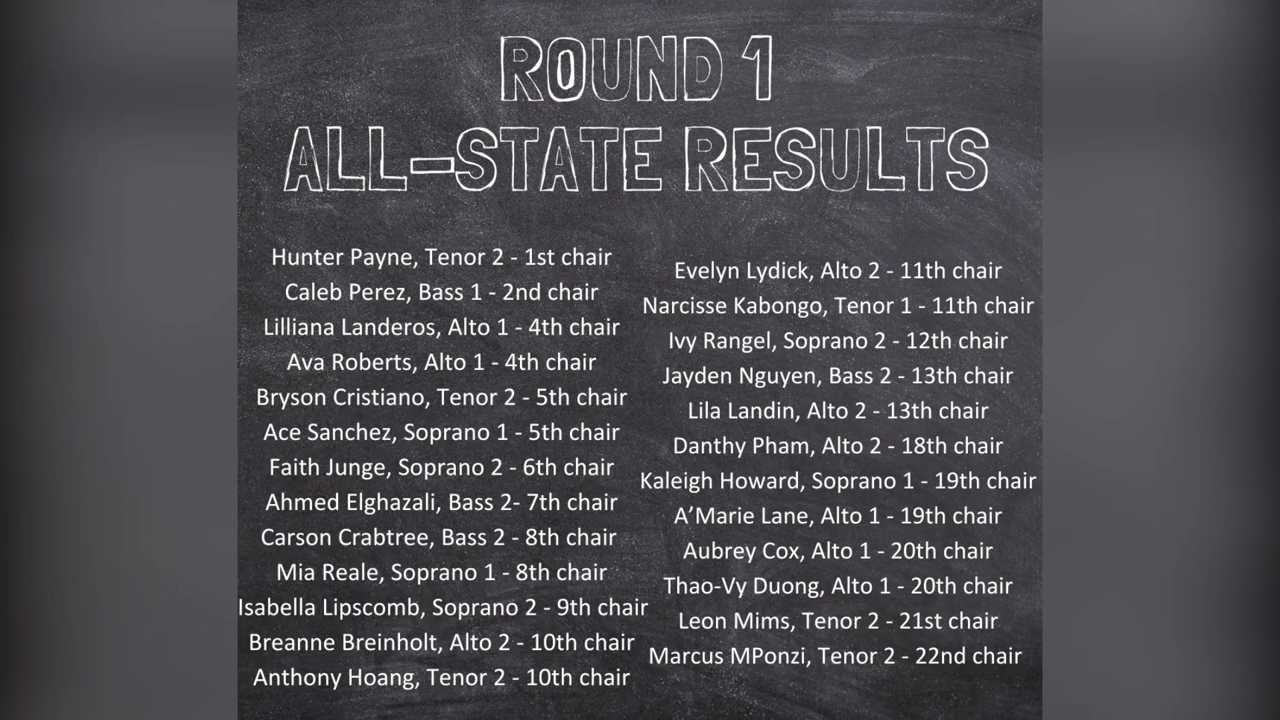 ROUND 1
ALL-STATE RESULTS
Hunter Payne, Tenor 2 - 1st chair
Caleb Perez, Bass 1 - 2nd chair
Lilliana Landeros, Alto 1 - 4th chair
Ava Roberts, Alto 1 - 4th chair
Bryson Cristiano, Tenor 2 - 5th chair
Ace Sanchez, Soprano 1 - 5th chair
Faith Junge, Soprano 2 - 6th chair
Ahmed Elghazali, Bass 2- 7th chair
Carson Crabtree, Bass 2 - 8th chair
Mia Reale, Soprano 1 - 8th chair
Isabella Lipscomb, Soprano 2 - 9th chair
Breanne Breinholt, Alto 2 - 10th chair
Anthony Hoang, Tenor 2 - 10th chair
Evelyn Lydick, Alto 2 - 11th chair
Narcisse Kabongo, Tenor 1 - 11th chair
Ivy Rangel, Soprano 2 - 12th chair
Jayden Nguyen, Bass 2 - 13th chair
Lila Landin, Alto 2 - 13th chair
Danthy Pham, Alto 2 - 18th chair
Kaleigh Howard, Soprano 1 - 19th chair
A’Marie Lane, Alto 1 - 19th chair
Aubrey Cox, Alto 1 - 20th chair
Thao-Vy Duong, Alto 1 - 20th chair
Leon Mims, Tenor 2 - 21st chair
Marcus MPonzi, Tenor 2 - 22nd chair